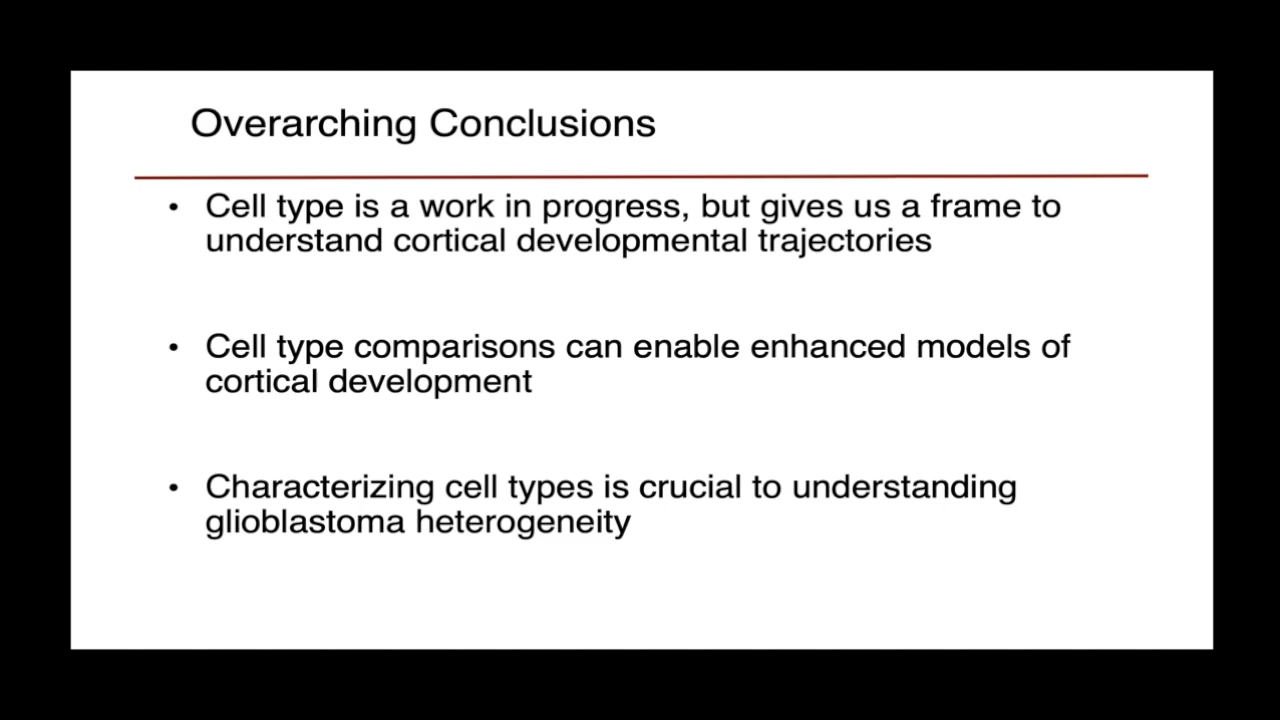 Overarching Conclusions
• Cell type is a work in progress, but gives us a frame to
understand cortical developmental trajectories
• Cell type comparisons can enable enhanced models of
cortical development
• Characterizing cell types is crucial to understanding
glioblastoma heterogeneity